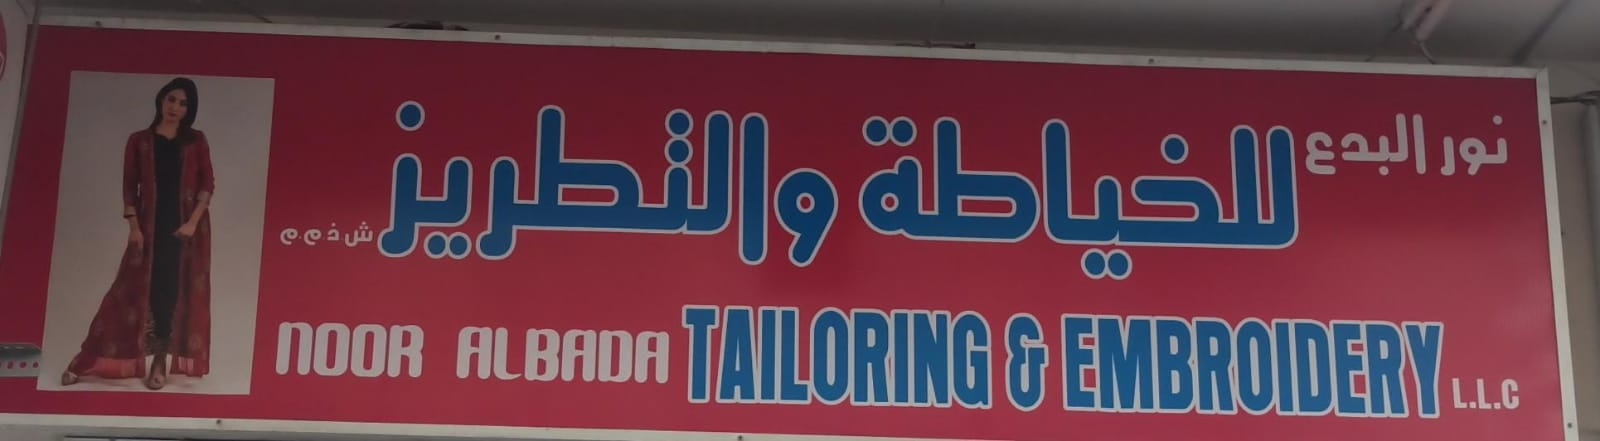 نور البدع للخياطة والتطريز ش ذ م.م
NOOR ALBADA TAILORING & EMBROIDERY L.L.C